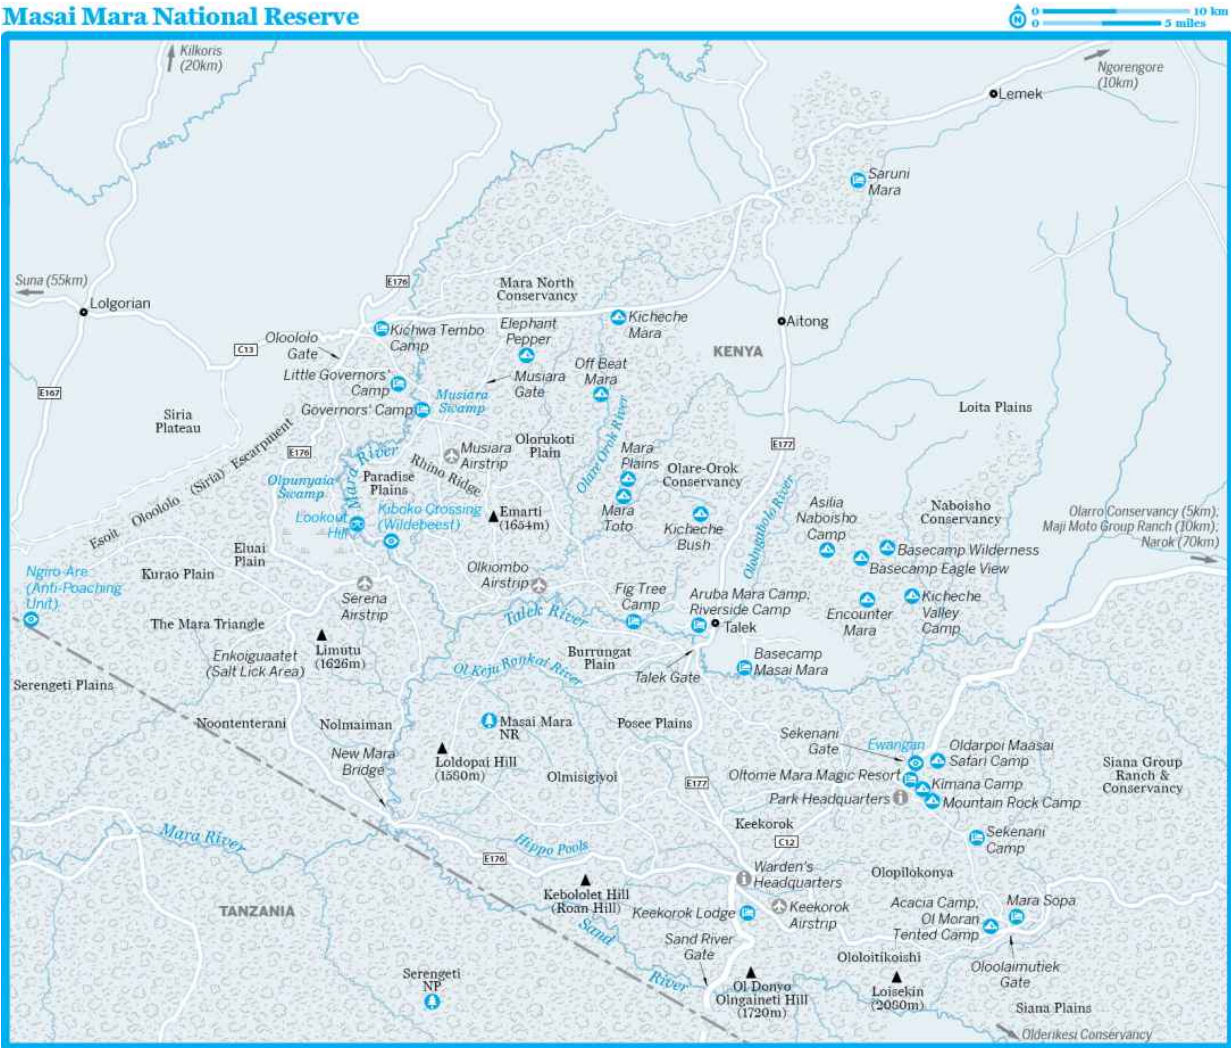 Masai Mara National Reserve
N
0
10 km
0
5 miles
Kilkoris
(20km)
Ngorengore
(10km)
Lemek
Saruni
Mara
Suna (55km)
Lolgorian
E176
Mara North
Conservancy
Kichwa Tembo
Camp
Elephant
Pepper
Kicheche
Mara
Aitong
KENYA
Oloololo
Gate
C13
Little Governors'
Camp
Musiara
Gate
Off Beat
Mara
E167
Governors' Camp
Musiara
Swamp
Siria
Plateau
Loita Plains
Esoit Oloololo (Siria) Escarpment
E176
Mara River
Musiara
Airstrip
Olorukoti
Plain
Olare Orok River
Mara
Plains
E177
Olpunyaia
Swamp
Paradise
Plains
Rhino Ridge
Olare-Orok
Conservancy
Lookout
Hill
Kiboko Crossing
(Wildebeest)
Emarti
(1654m)
Mara
Toto
Kicheche
Bush
Olobugabolo River
Asilia
Naboisho
Camp
Naboisho
Conservancy
Olarro Conservancy (5km);
Maji Moto Group Ranch (10km);
Narok (70km)
Eluai
Plain
Basecamp Wilderness
Basecamp Eagle View
Kurao Plain
Ngiro-Are
(Anti-Poaching
Unit)
Serena
Airstrip
Olkiombo
Airstrip
Fig Tree
Camp
Aruba Mara Camp;
Riverside Camp
Encounter
Mara
Kicheche
Valley
Camp
The Mara Triangle
Talek River
Talek
Limutu
(1626m)
Enkoiguaatet
(Salt Lick Area)
Burrungat
Plain
Ol Keju Ronkai River
Talek Gate
Basecamp
Masai Mara
Serengeti Plains
Noontenterani
Nolmaiman
Masai Mara
NR
Posee Plains
Sekenani
Gate
Ewangan
Oldarpoi Maasai
Safari Camp
New Mara
Bridge
Loldopai Hill
(1580m)
Olmisigiyoi
Oltome Mara Magic Resort
Kimana Camp
Siana Group
Ranch &
Conservancy
E177
Park Headquarters
Mountain Rock Camp
Mara River
Keekorok
C12
Sekenani
Camp
Hippo Pools
E176
Warden's
Headquarters
Olopilokonya
Kebololet Hill
(Roan Hill)
Keekorok Lodge
Keekorok
Airstrip
Acacia Camp;
Ol Moran
Tented Camp
Mara Sopa
TANZANIA
Sand River
Sand River
Gate
Ololoitikoishi
Oloolaimutiek
Gate
Serengeti
NP
Ol Donyo
Olngaineti Hill
(1720m)
Loisekin
(2080m)
Siana Plains
Olderikesi Conservancy